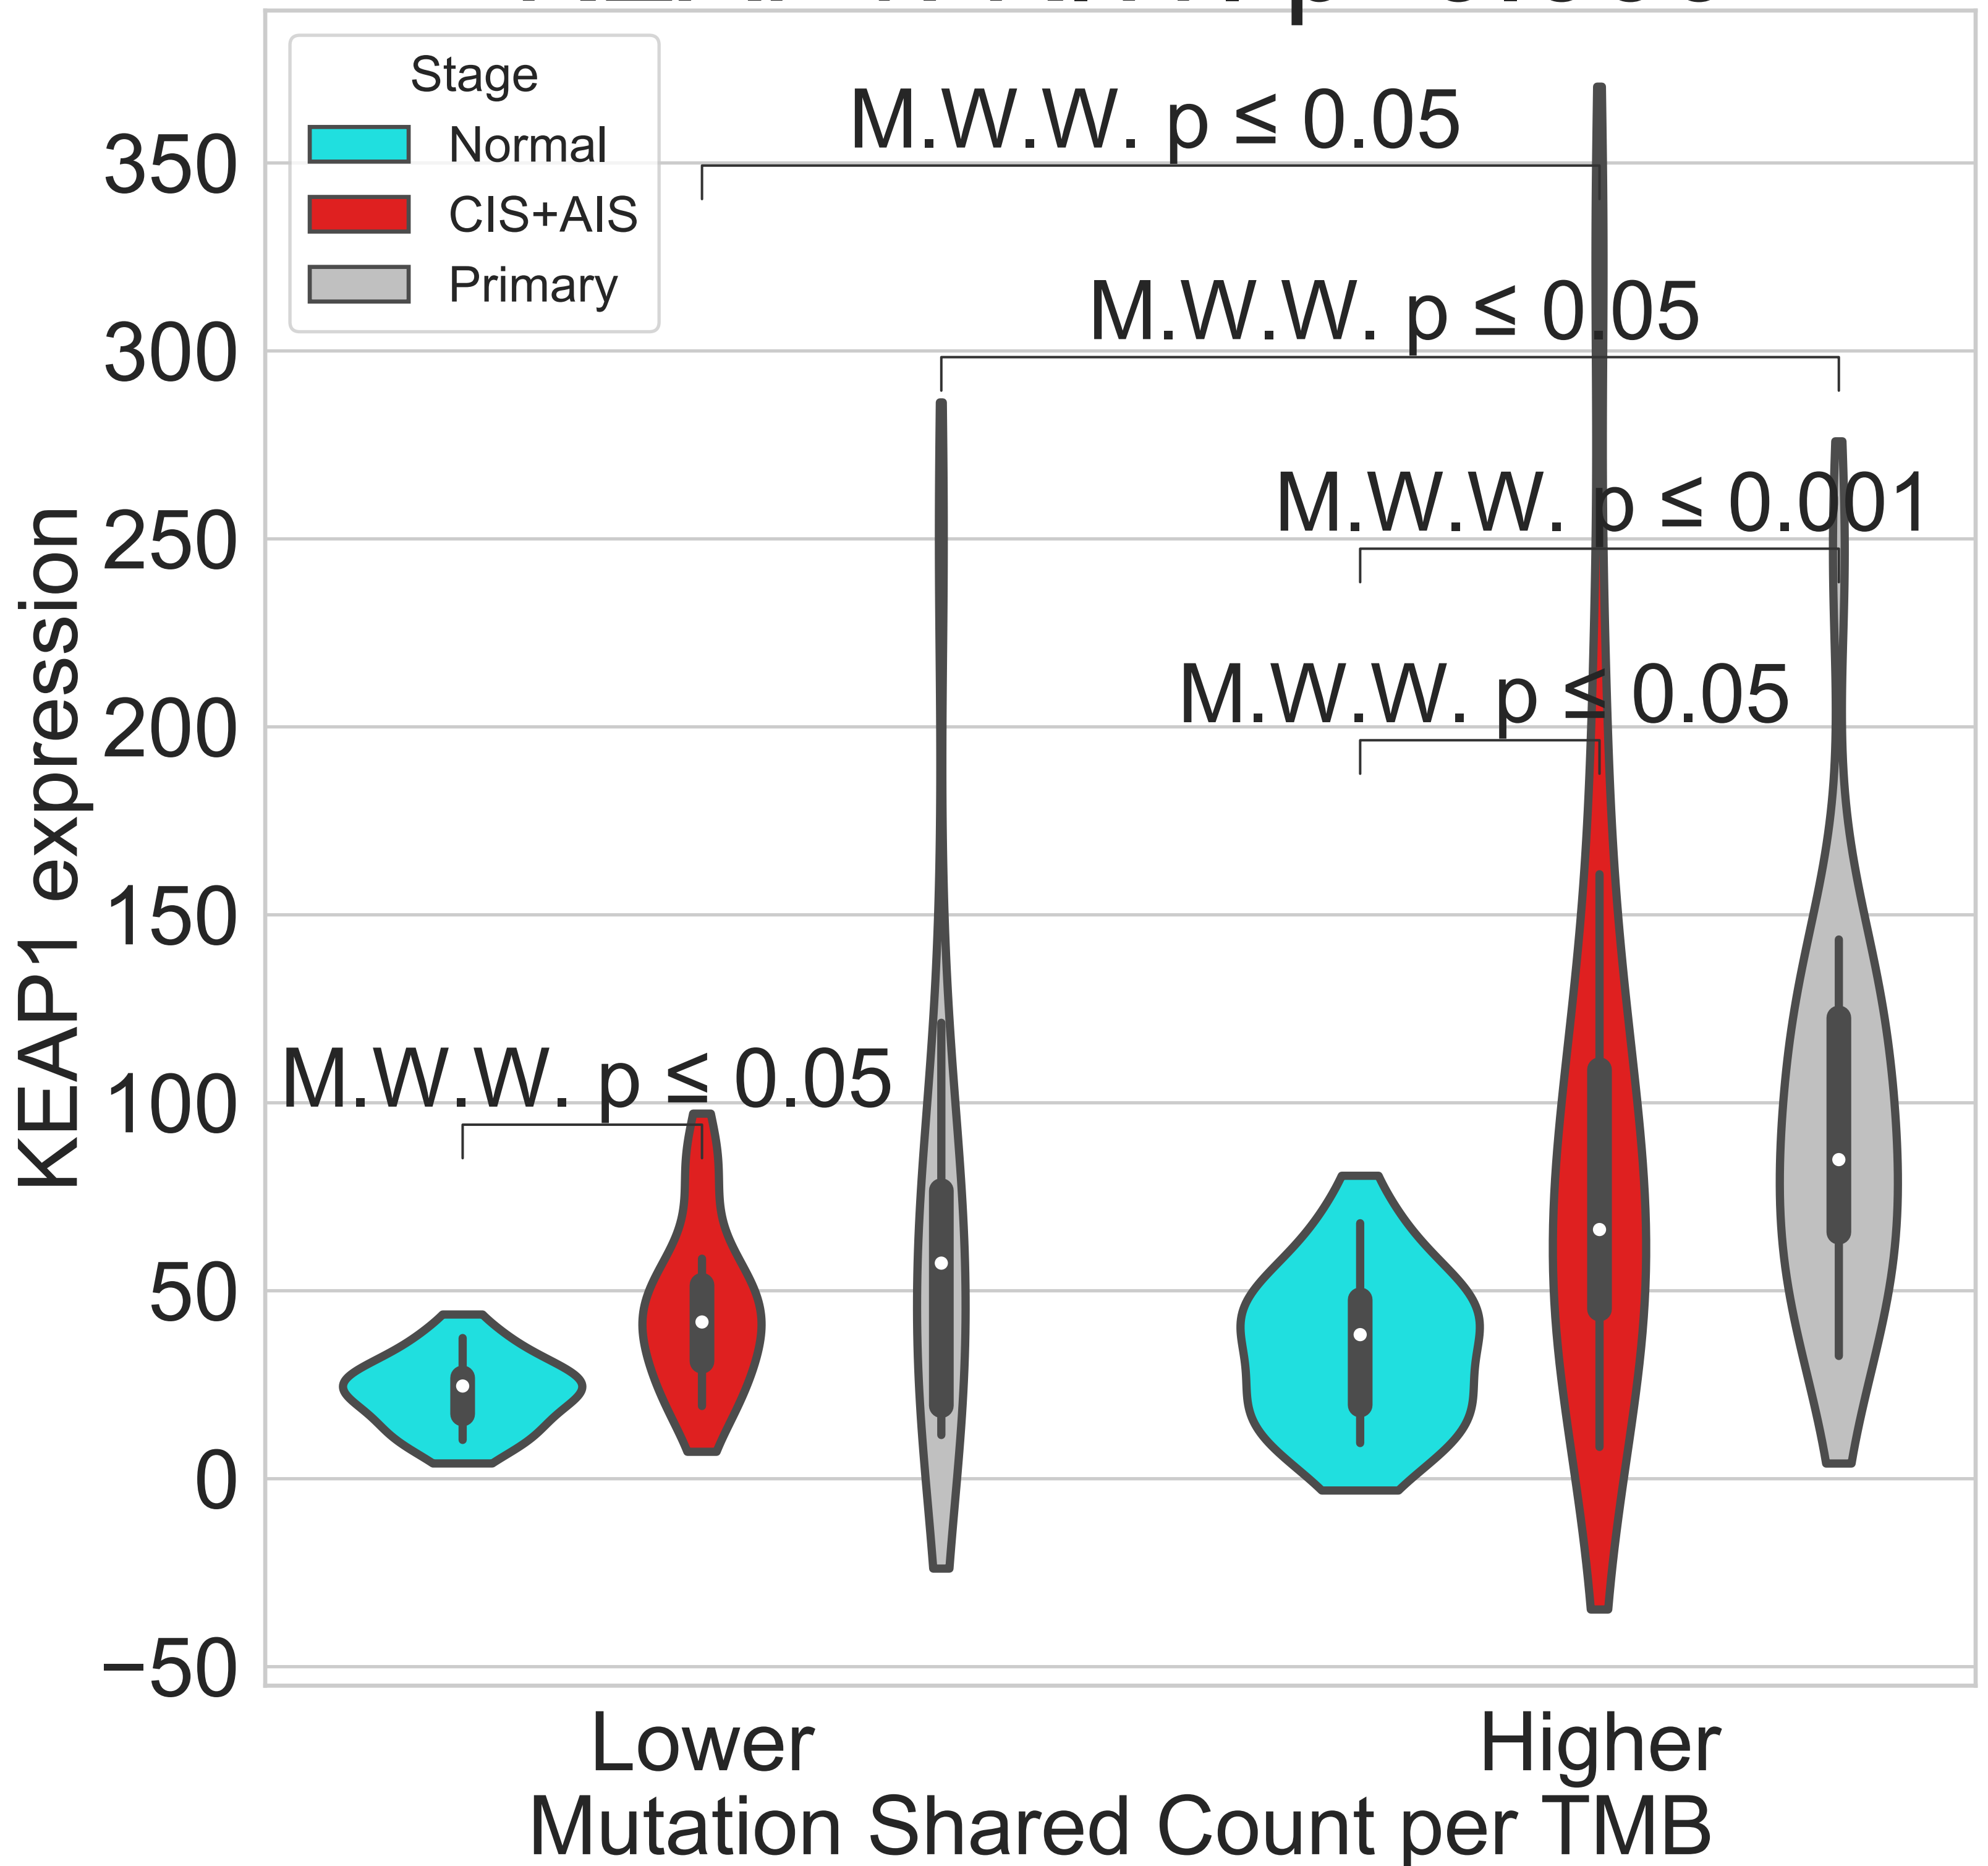 Stage
Normal
CIS+AIS
Primary
M.W.W. p ≤ 0.05
M.W.W. p ≤ 0.05
M.W.W. p ≤ 0.001
M.W.W. p ≤ 0.05
M.W.W. p ≤ 0.05
350
300
250
200
150
100
50
0
−50
KEAP1 expression
Lower
Higher
Mutation Shared Count per TMB